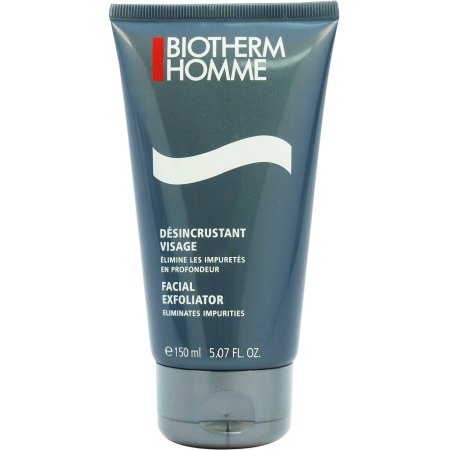 BIOTHERM
HOMME
DÉSINCRUSTANT
VISAGE
ÉLIMINE LES IMPURETÉS
EN PROFONDEUR
FACIAL
EXFOLIATOR
ELIMINATES IMPURITIES
℮ 150 ml 5.07 FL. OZ.